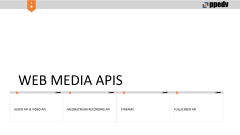 ppedv
WEB MEDIA APIS
AUDIO API & VIDEO API
MEDIASTREAM RECORDING API
STREAMS
FULLSCREEN API